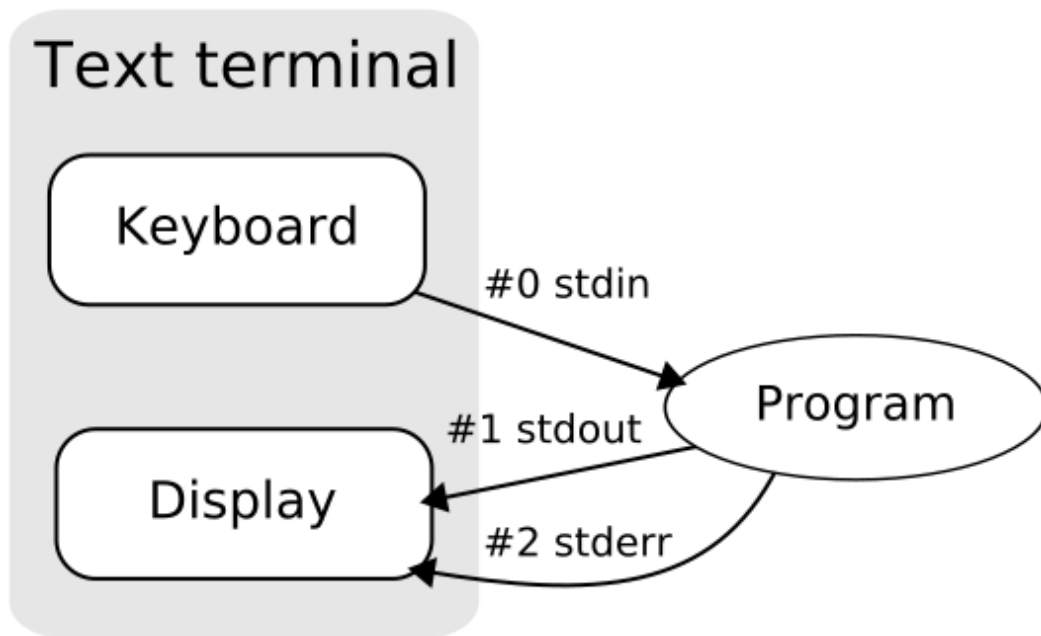 Text terminal
Keyboard
#0 stdin
Program
#1 stdout
Display
#2 stderr